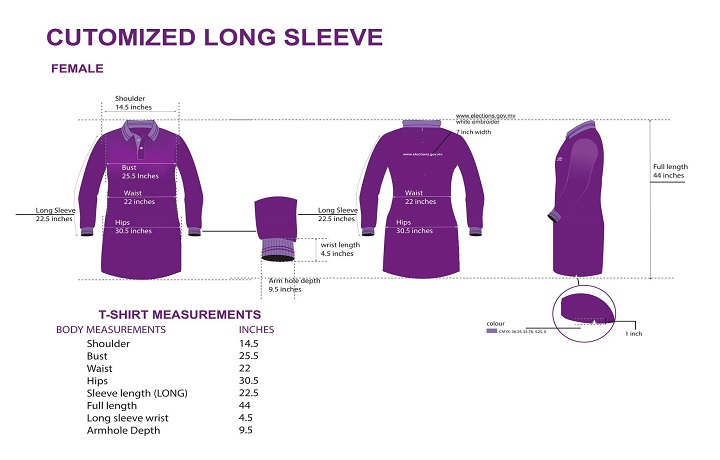 CUTOMIZED LONG SLEEVE
FEMALE
Shoulder
14.5 inches
Bust
25.5 Inches
Waist
22 inches
Long Sleeve
22.5 inches
Hips
30.5 inches
wrist length
4.5 inches
Arm hole depth
9.5 inches
www.elections.gov.mv
white embroider
7 inch width
www.elections.gov.mv
Waist
22 inches
Long Sleeve
22.5 inches
Hips
30.5 inches
Full length
44 inches
colour
1 inch
T-SHIRT MEASUREMENTS
BODY MEASUREMENTS INCHES
Shoulder 14.5
Bust 25.5
Waist 22
Hips 30.5
Sleeve length (LONG) 22.5
Full length 44
Long sleeve wrist 4.5
Armhole Depth 9.5